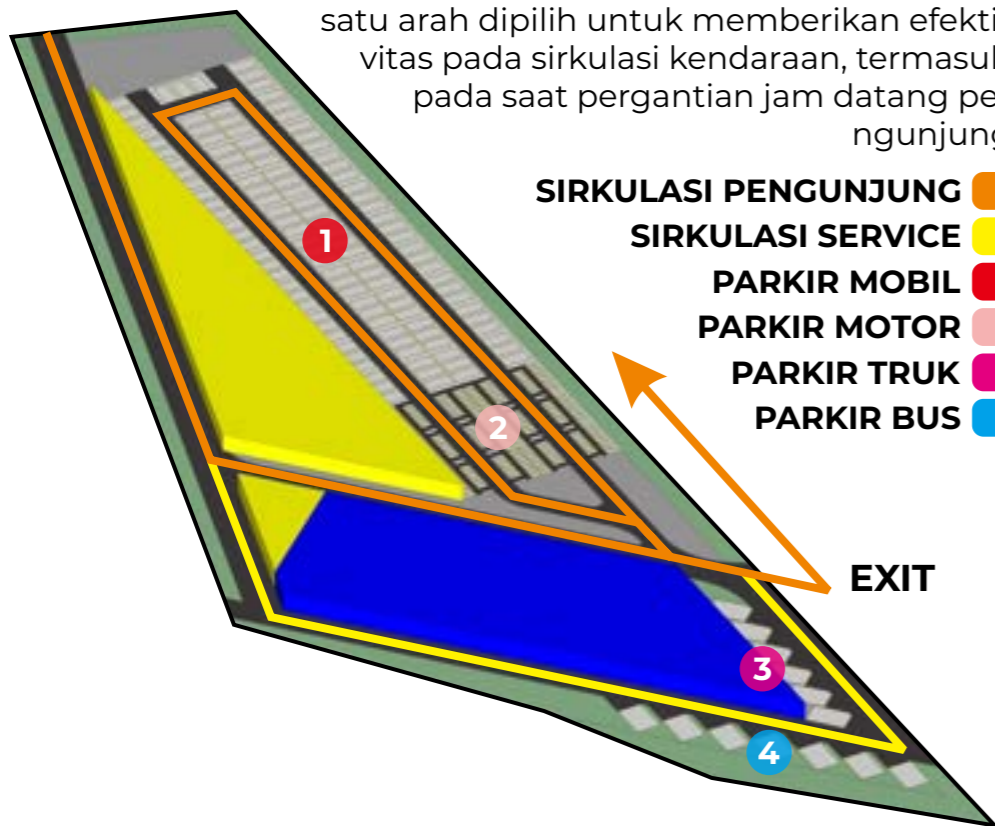 satu arah dipilih untuk memberikan efekti
vitas pada sirkulasi kendaraan, termasuk
pada saat pergantian jam datang pe
ngunjung
SIRKULASI PENGUNJUNG
SIRKULASI SERVICE
PARKIR MOBIL
PARKIR MOTOR
PARKIR TRUK
PARKIR BUS
1
2
EXIT
3
4